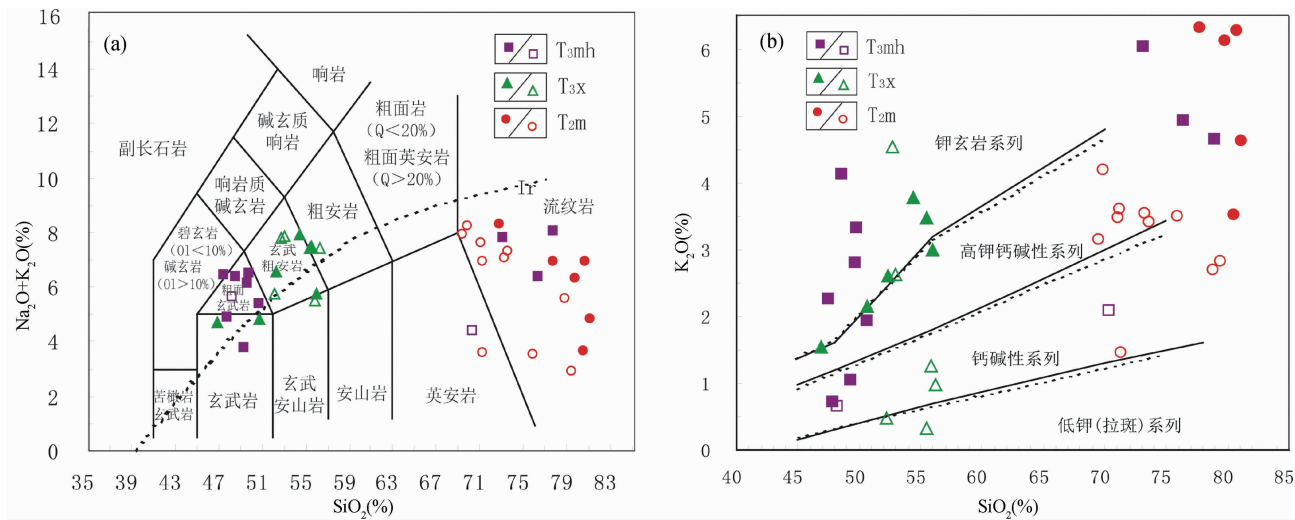 (a)
16
14
12
10
8
6
4
2
0
Na₂O+K₂O(%)
35
39
43
47
51
55
59
63
67
71
75
79
83
SiO₂(%)
T₃mh
T₃x
T₂m
响岩
碱玄质
响岩
副长石岩
粗面岩
(Q<20%)
粗面英安岩
(Q>20%)
Ir
流纹岩
响岩质
碱玄岩
粗安岩
碧玄岩
(Ol<10%)
碱玄岩
(Ol>10%)
玄武
粗安岩
粗面
玄武岩
苦橄
玄武岩
玄武岩
玄武
安山岩
安山岩
英安岩
(b)
6
5
4
3
2
1
0
K₂O(%)
40
45
50
55
60
65
70
75
80
85
SiO₂(%)
T₃mh
T₃x
T₂m
钾玄岩系列
高钾钙碱性系列
钙碱性系列
低钾(拉斑)系列